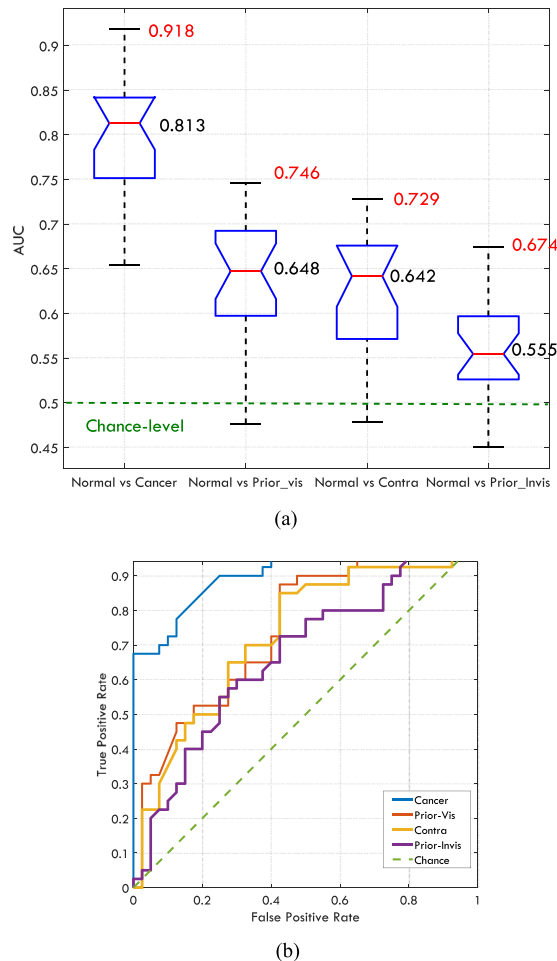 0.9
0.918
0.85
0.8
0.813
0.75
0.746
0.729
0.7
0.674
AUC
0.65
0.648
0.642
0.6
0.55
0.555
0.5
Chance-level
0.45
Normal vs Cancer Normal vs Prior_vis Normal vs Contra Normal vs Prior_Invis
(a)
0.9
0.8
0.7
0.6
True Positive Rate
0.5
0.4
0.3
0.2
0.1
0
Cancer
Prior-Vis
Contra
Prior-Invis
Chance
0 0.2 0.4 0.6 0.8 1
False Positive Rate
(b)